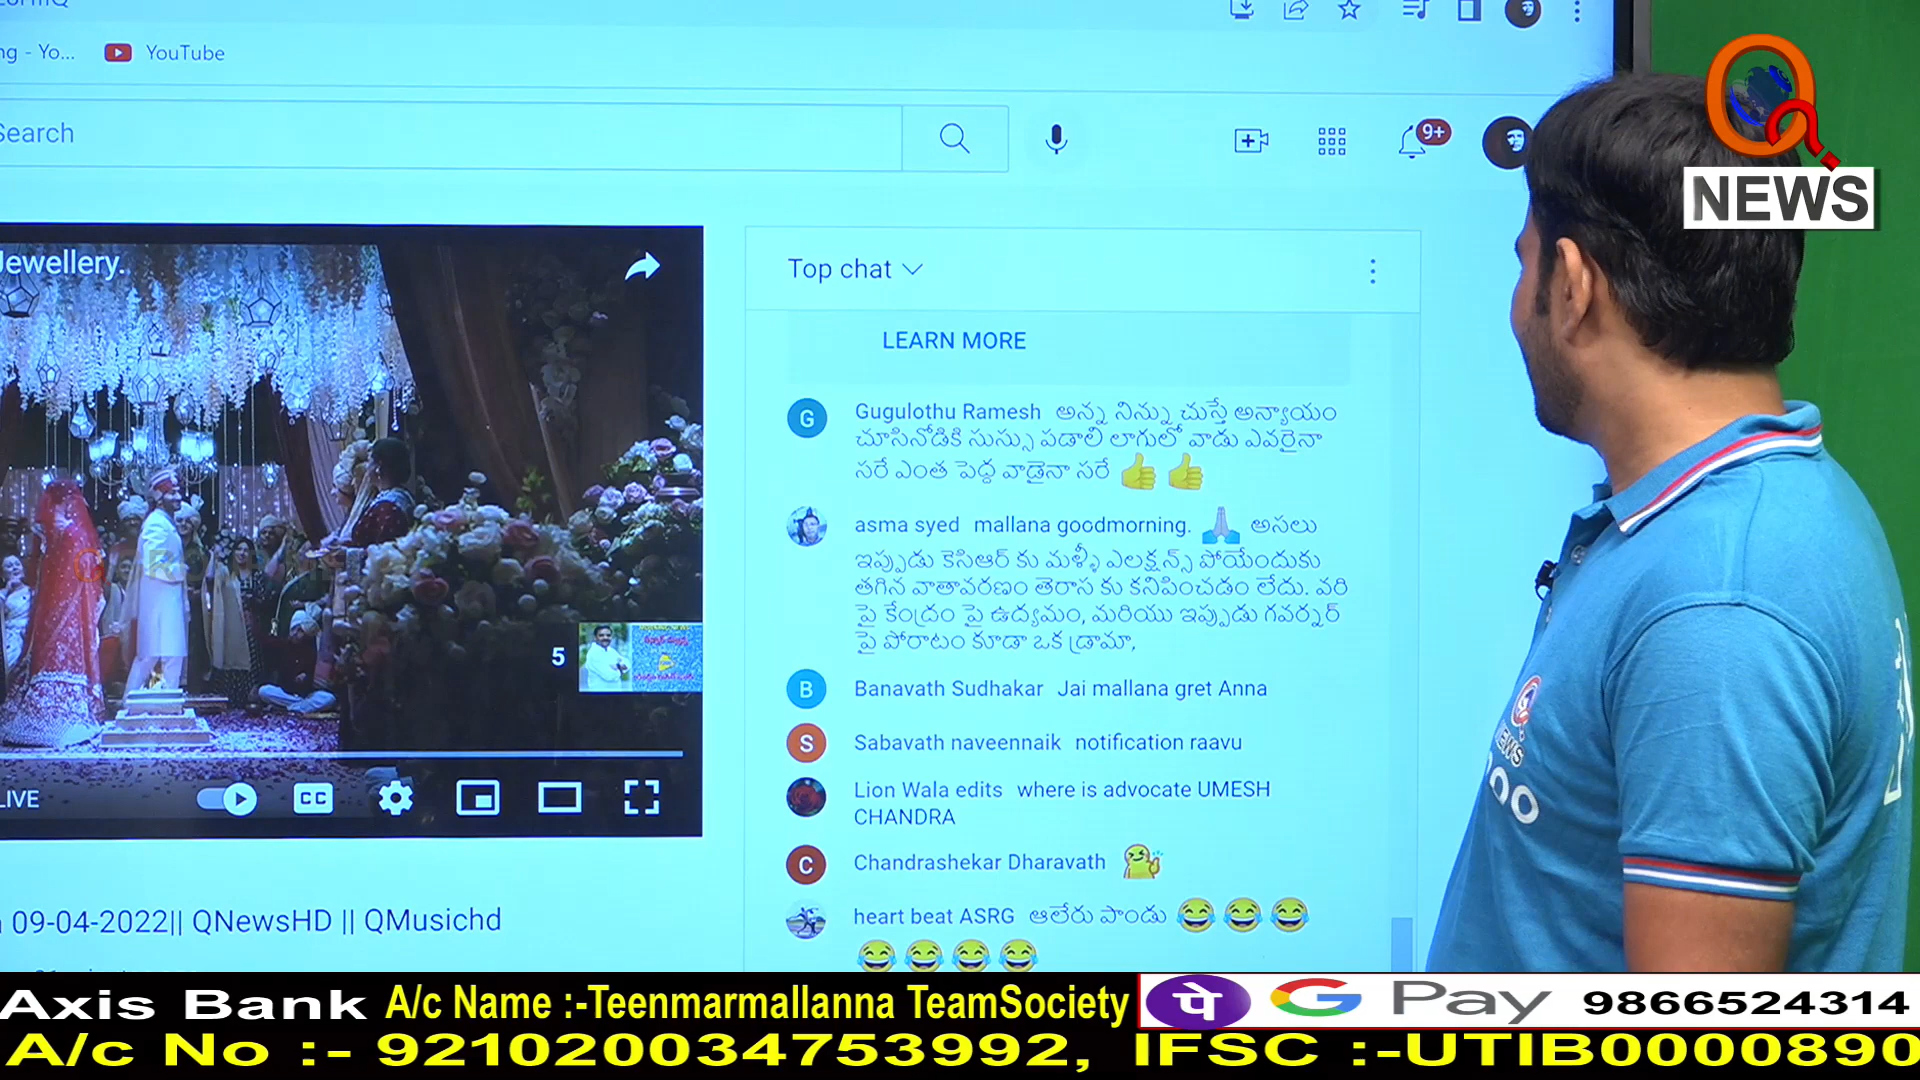 ng - Yo... YouTube
Search
9+
NEWS
Jewellery.
Top chat
LEARN MORE
G Gugulothu Ramesh అన్న నిన్ను చుస్తే అన్యాయం
చూసినోడికి సుస్సు పడాలి లాగులో వాడు ఎవరైనా
సరే ఎంత పెద్ద వాడైనా సరే 👍 👍
asma syed mallana goodmorning. 🙏 అసలు
ఇప్పుడు కెసిఆర్ కు మళ్ళీ ఎలక్షన్స్ పోయేందుకు
తగిన వాతావరణం తెరాస కు కనిపించడం లేదు. వరి
పై కేంద్రం పై ఉద్యమం, మరియు ఇప్పుడు గవర్నర్
పై పోరాటం కూడా ఒక డ్రామా,
5
B Banavath Sudhakar Jai mallana gret Anna
S Sabavath naveennaik notification raavu
Lion Wala edits where is advocate UMESH
CHANDRA
LIVE CC
C Chandrashekar Dharavath
heart beat ASRG ఆలేరు పాండు 😂 😂 😂
😂 😂 😂 😂
09-04-2022|| QNewsHD || QMusichd
Axis Bank A/c Name :-Teenmarmallanna TeamSociety पे G Pay 9866524314
A/c No :- 921020034753992, IFSC :-UTIB0000890